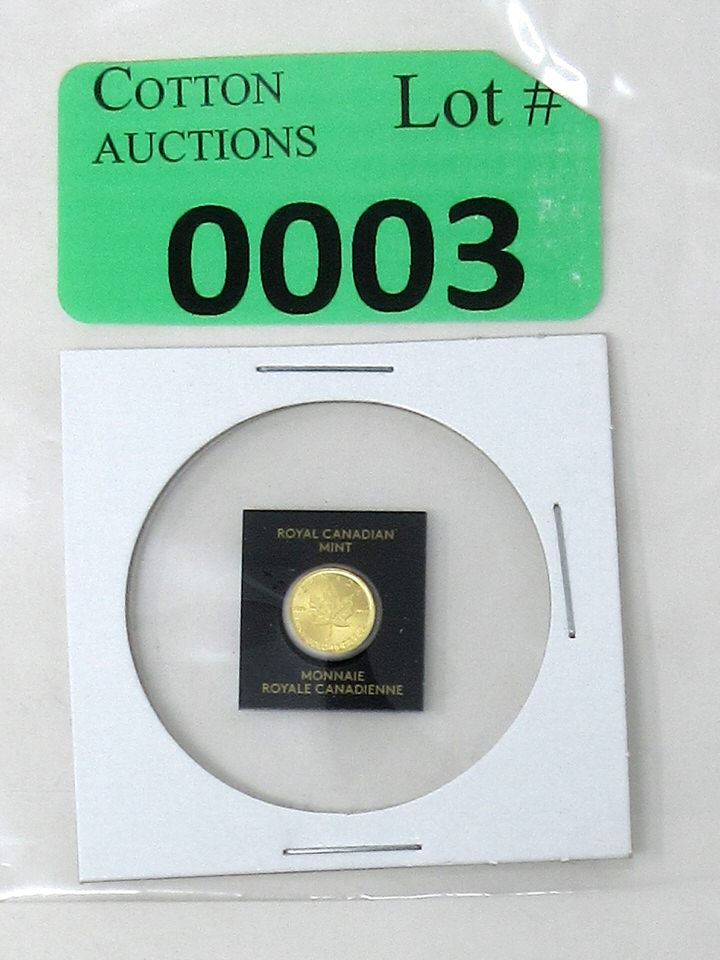 COTTON
AUCTIONS
Lot #
0003
ROYAL CANADIAN
MINT
MONNAIE
ROYALE CANADIENNE